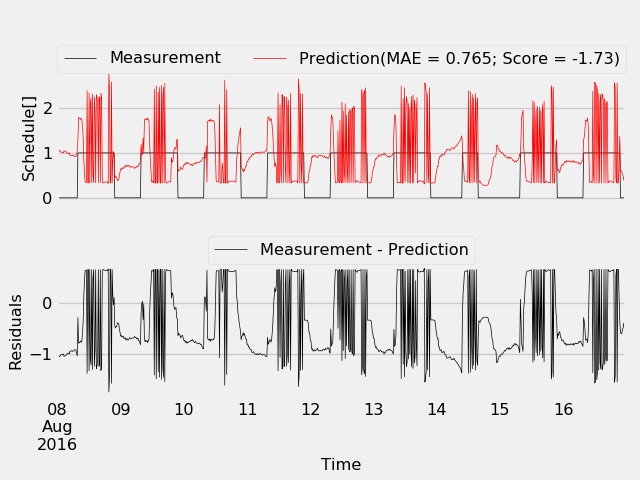 Measurement
Prediction(MAE = 0.765; Score = -1.73)
Schedule[]
2
1
0
Measurement - Prediction
Residuals
0
−1
08 09 10 11 12 13 14 15 16
Aug
2016
Time